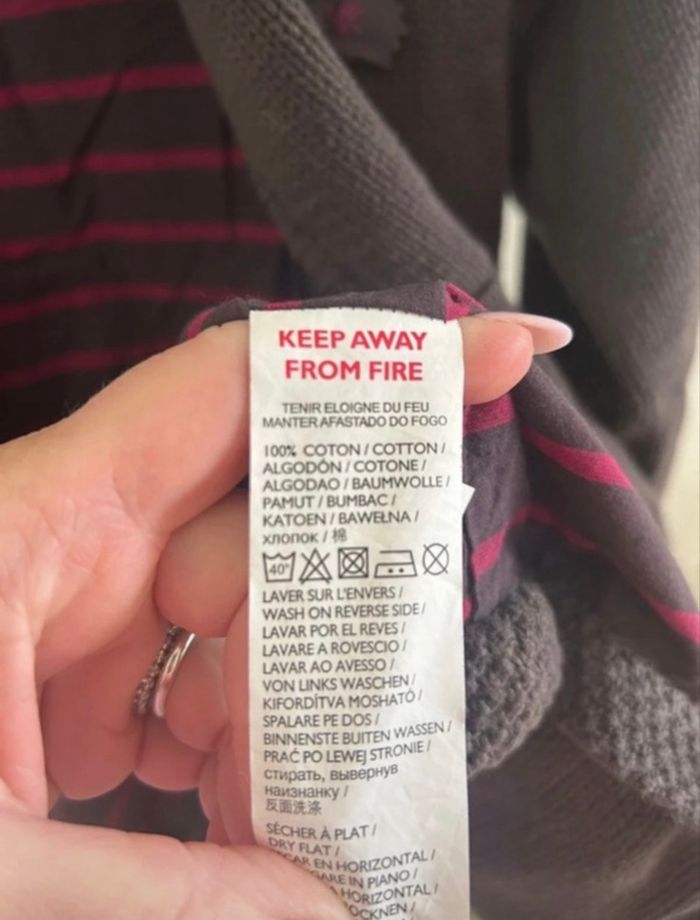 KEEP AWAY
FROM FIRE
TENIR ELOIGNE DU FEU
MANTER AFASTADO DO FOGO
100% COTON / COTTON /
ALGODÓN / COTONE /
ALGODAO / BAUMWOLLE /
PAMUT / BUMBAC /
KATOEN / BAWEŁNA /
хлопок / 棉
40°
LAVER SUR L'ENVERS /
WASH ON REVERSE SIDE /
LAVAR POR EL REVES /
LAVARE A ROVESCIO /
LAVAR AO AVESSO /
VON LINKS WASCHEN /
KIFORDÍTVA MOSHATÓ /
SPALARE PE DOS /
BINNENSTE BUITEN WASSEN /
PRAĆ PO LEWEJ STRONIE /
стирать, вывернув
наизнанку /
反面洗涤
SÉCHER À PLAT /
DRY FLAT /
EN HORIZONTAL /
IN PIANO /
HORIZONTAL /